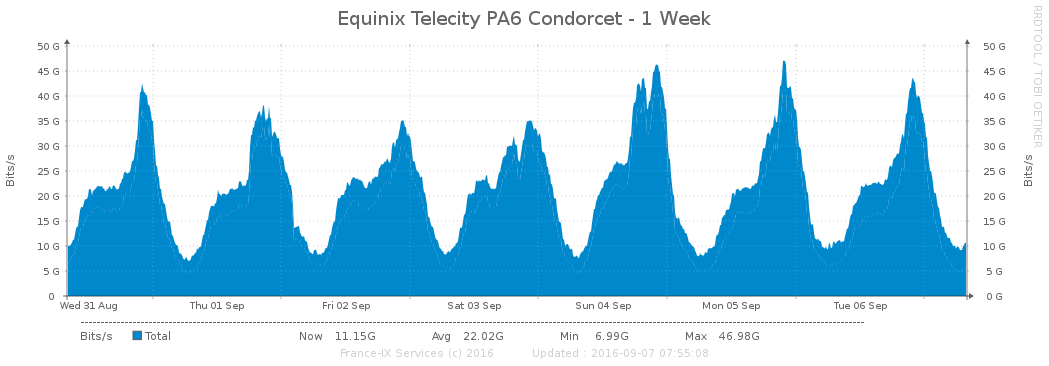 Equinix Telecity PA6 Condorcet - 1 Week
RRDTOOL / TOBI OETIKER
Bits/s
50 G 50 G
45 G 45 G
40 G 40 G
35 G 35 G
30 G 30 G
25 G 25 G
20 G 20 G
15 G 15 G
10 G 10 G
5 G 5 G
0 0 G
Bits/s
Wed 31 Aug Thu 01 Sep Fri 02 Sep Sat 03 Sep Sun 04 Sep Mon 05 Sep Tue 06 Sep
Bits/s Total Now 11.15G Avg 22.02G Min 6.99G Max 46.98G
France-IX Services (c) 2016 Updated : 2016-09-07 07:55:08